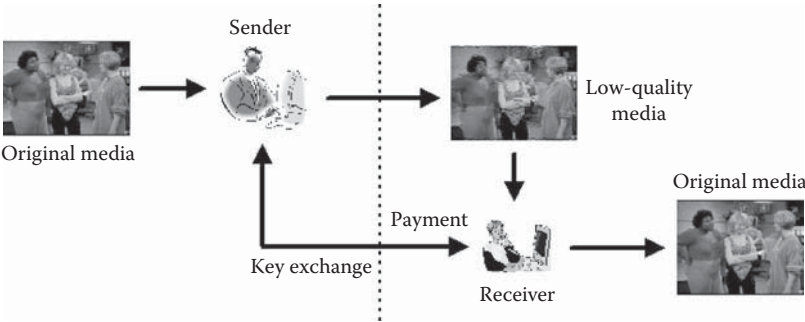 Sender
Original media
Low-quality
media
Original media
Payment
Key exchange
Receiver